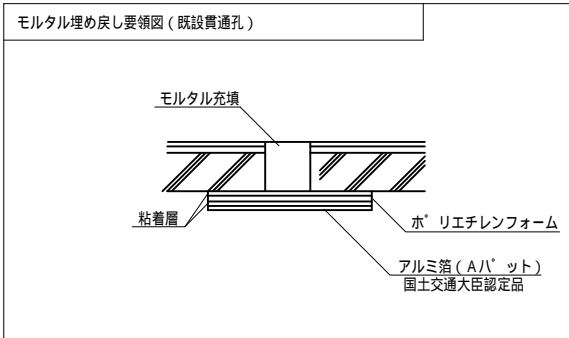 モルタル埋め戻し要領図(既設貫通孔)
モルタル充填
粘着層
ポリエチレンフォーム
アルミ箔(Aパット)
国土交通大臣認定品